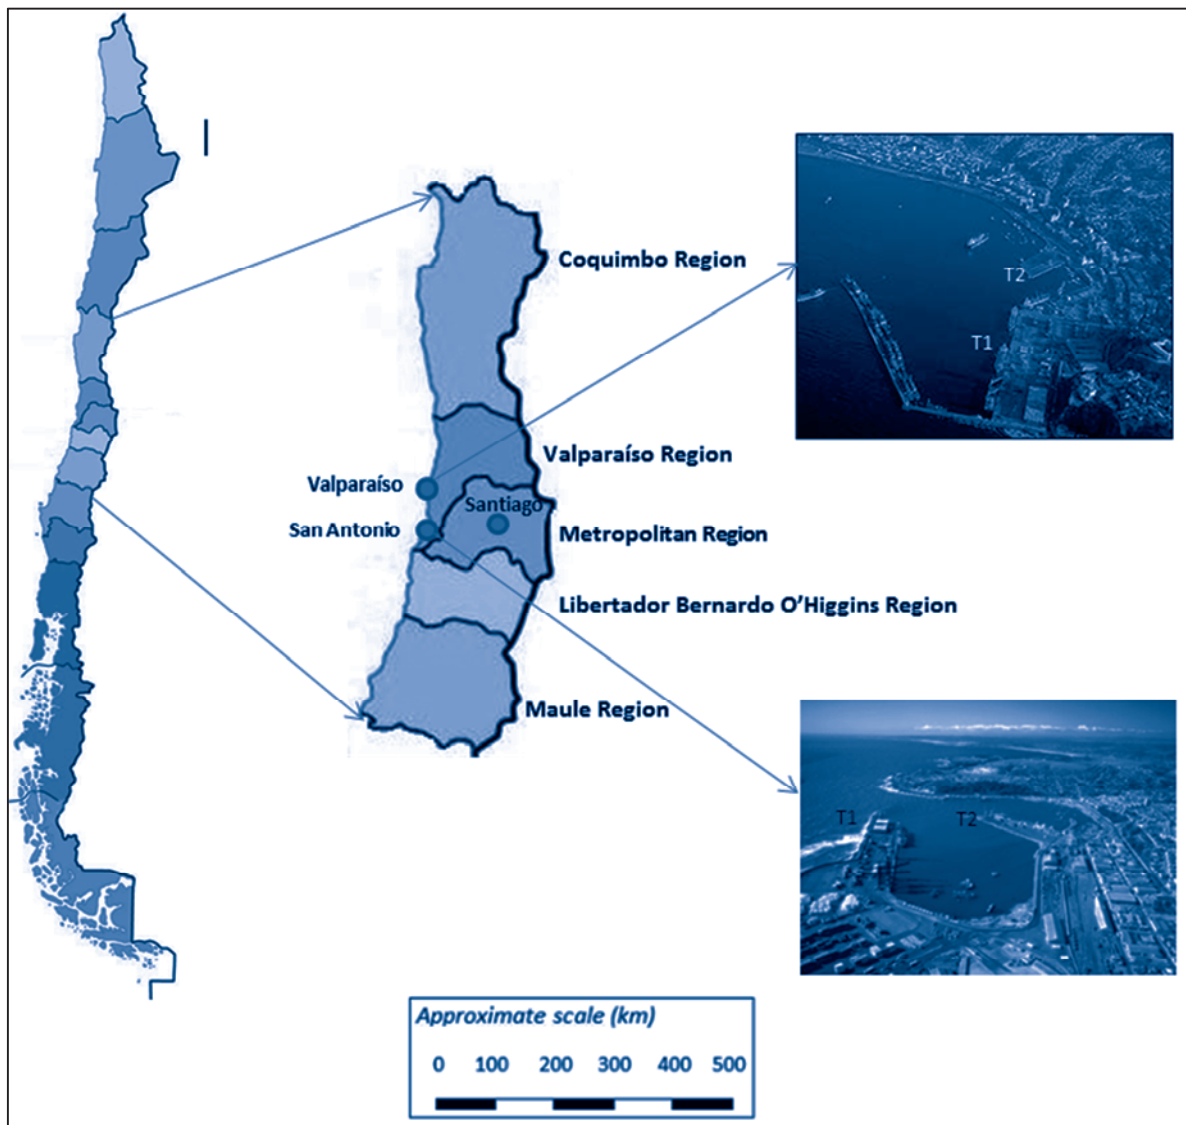 Coquimbo Region
T2
T1
Valparaíso Region
Valparaíso
Santiago
San Antonio
Metropolitan Region
Libertador Bernardo O’Higgins Region
Maule Region
T1
T2
Approximate scale (km)
0 100 200 300 400 500